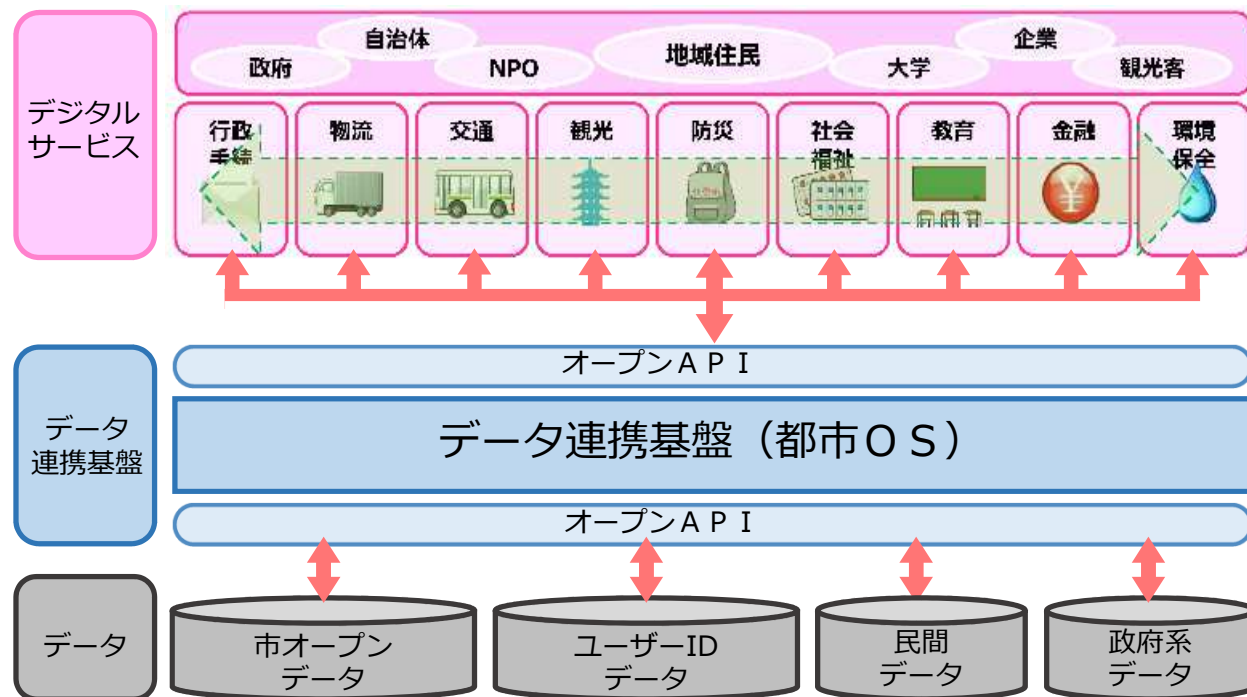 デジタル
サービス
自治体
企業
政府
NPO
地域住民
大学
観光客
行政
手続
物流
交通
観光
防災
社会
福祉
教育
金融
環境
保全
データ
連携基盤
オープンＡＰＩ
データ連携基盤（都市ＯＳ）
オープンＡＰＩ
データ
市オープン
データ
ユーザーID
データ
民間
データ
政府系
データ